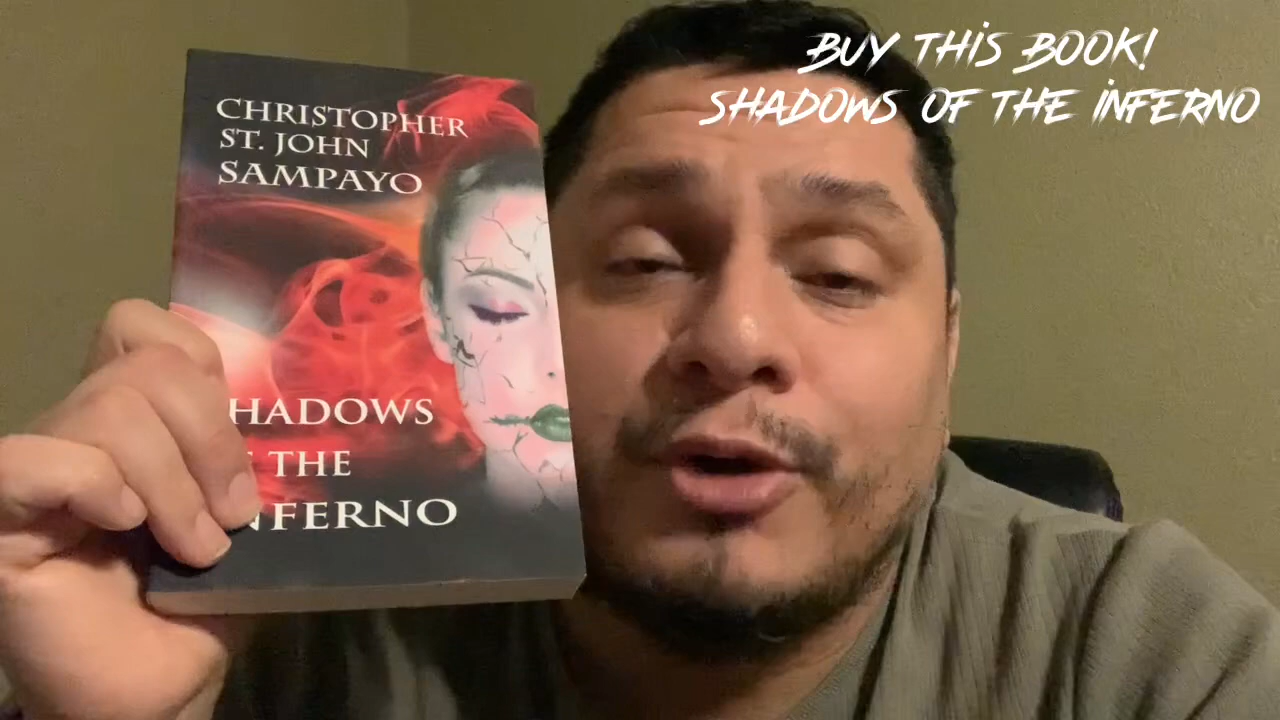 BUY THIS BOOK!
SHADOWS OF THE INFERNO
CHRISTOPHER
ST. JOHN
SAMPAYO
HADOWS
THE
NFERNO